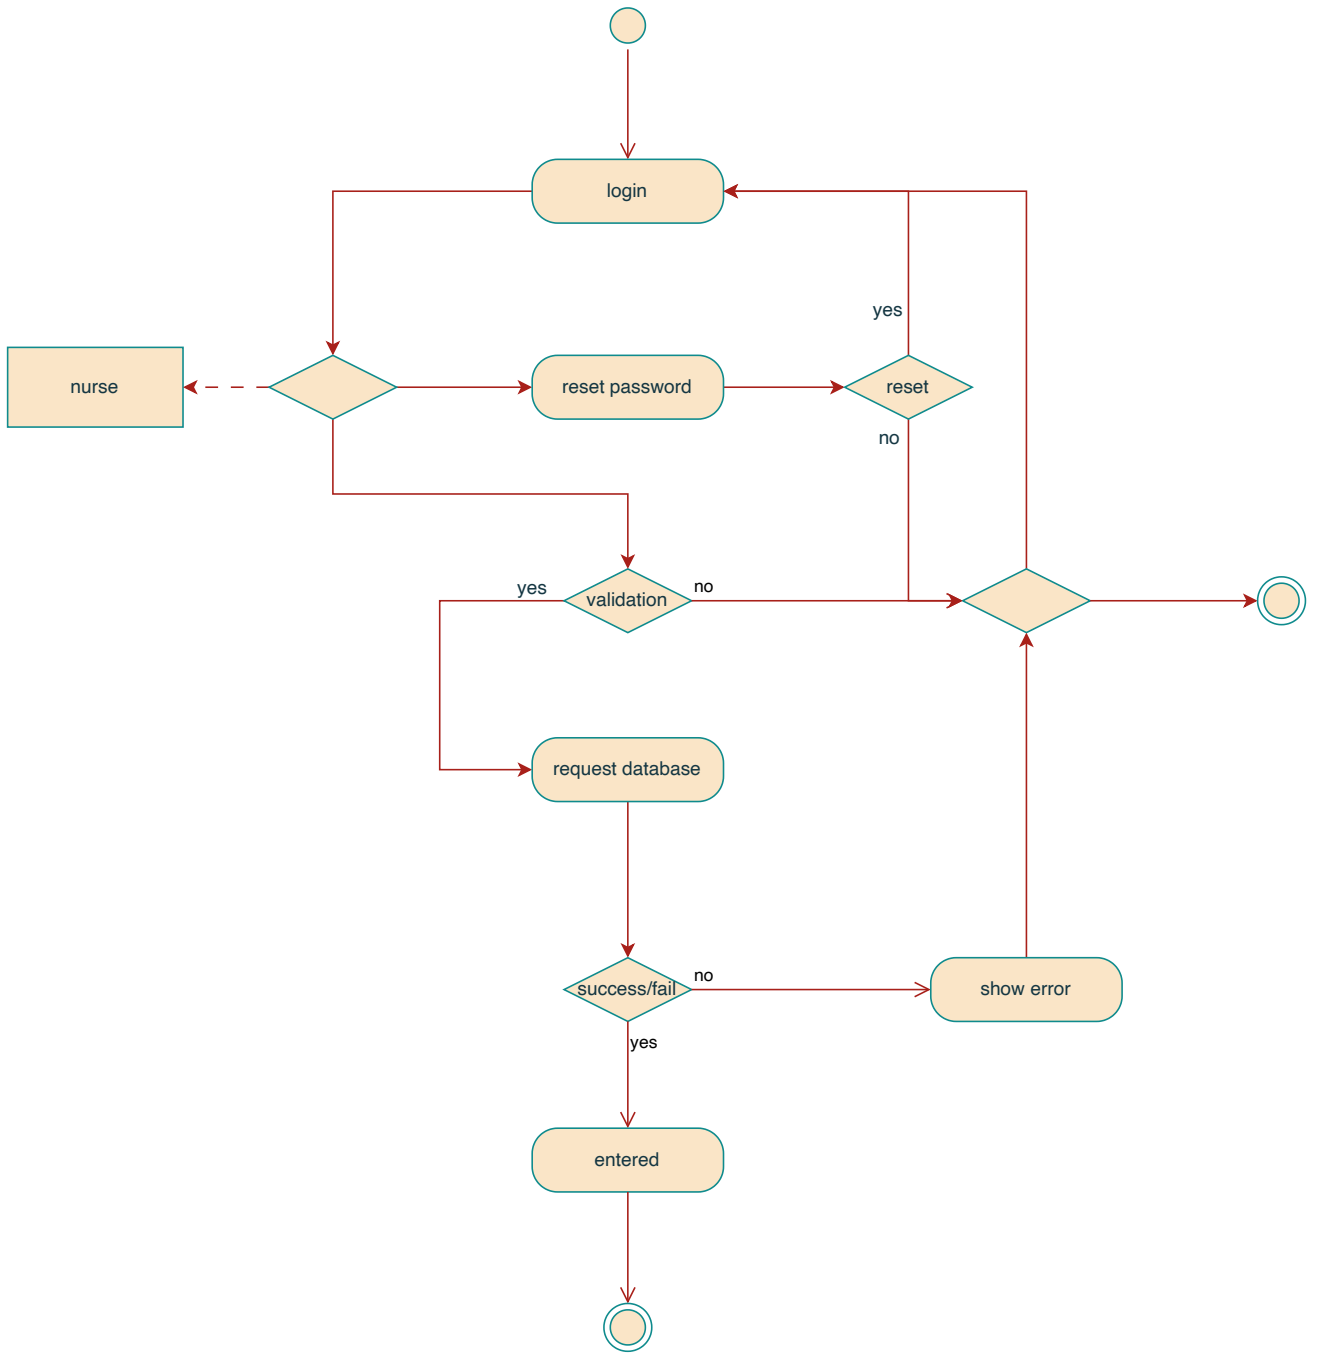 login
yes
nurse
reset password
reset
no
yes
validation
no
request database
success/fail
no
show error
yes
entered